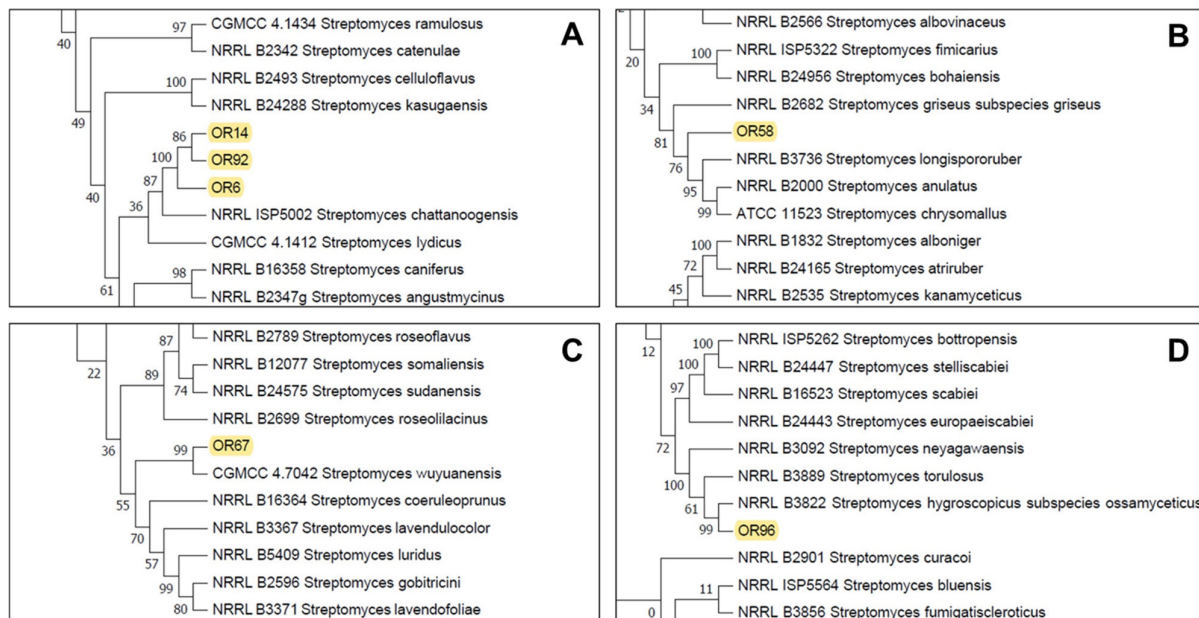 A
40
97
CGMCC 4.1434 Streptomyces ramulosus
NRRL B2342 Streptomyces catenulae
100
NRRL B2493 Streptomyces celluloflavus
NRRL B24288 Streptomyces kasugaensis
49
86
OR14
100
OR92
87
OR6
40
36
NRRL ISP5002 Streptomyces chattanoogensis
CGMCC 4.1412 Streptomyces lydicus
98
NRRL B16358 Streptomyces caniferus
61
NRRL B2347g Streptomyces angustmycinus
B
NRRL B2566 Streptomyces albovinaceus
20
100
NRRL ISP5322 Streptomyces fimicarius
NRRL B24956 Streptomyces bohaiensis
34
NRRL B2682 Streptomyces griseus subspecies griseus
81
OR58
76
NRRL B3736 Streptomyces longispororuber
95
NRRL B2000 Streptomyces anulatus
99
ATCC 11523 Streptomyces chrysomallus
100
NRRL B1832 Streptomyces alboniger
72
NRRL B24165 Streptomyces atriruber
45
NRRL B2535 Streptomyces kanamyceticus
C
87
NRRL B2789 Streptomyces roseoflavus
22
NRRL B12077 Streptomyces somaliensis
89
74
NRRL B24575 Streptomyces sudanensis
NRRL B2699 Streptomyces roseolilacinus
36
99
OR67
CGMCC 4.7042 Streptomyces wuyuanensis
55
NRRL B16364 Streptomyces coeruleoprunus
70
NRRL B3367 Streptomyces lavendulocolor
57
NRRL B5409 Streptomyces luridus
99
NRRL B2596 Streptomyces gobitricini
80
NRRL B3371 Streptomyces lavendofoliae
D
12
100
NRRL ISP5262 Streptomyces bottropensis
100
NRRL B24447 Streptomyces stelliscabiei
97
NRRL B16523 Streptomyces scabiei
NRRL B24443 Streptomyces europaeiscabiei
72
NRRL B3092 Streptomyces neyagawaensis
100
NRRL B3889 Streptomyces torulosus
61
NRRL B3822 Streptomyces hygroscopicus subspecies ossamyceticus
99
OR96
NRRL B2901 Streptomyces curacoi
11
NRRL ISP5564 Streptomyces bluensis
0
NRRL B3856 Streptomyces fumigatiscleroticus